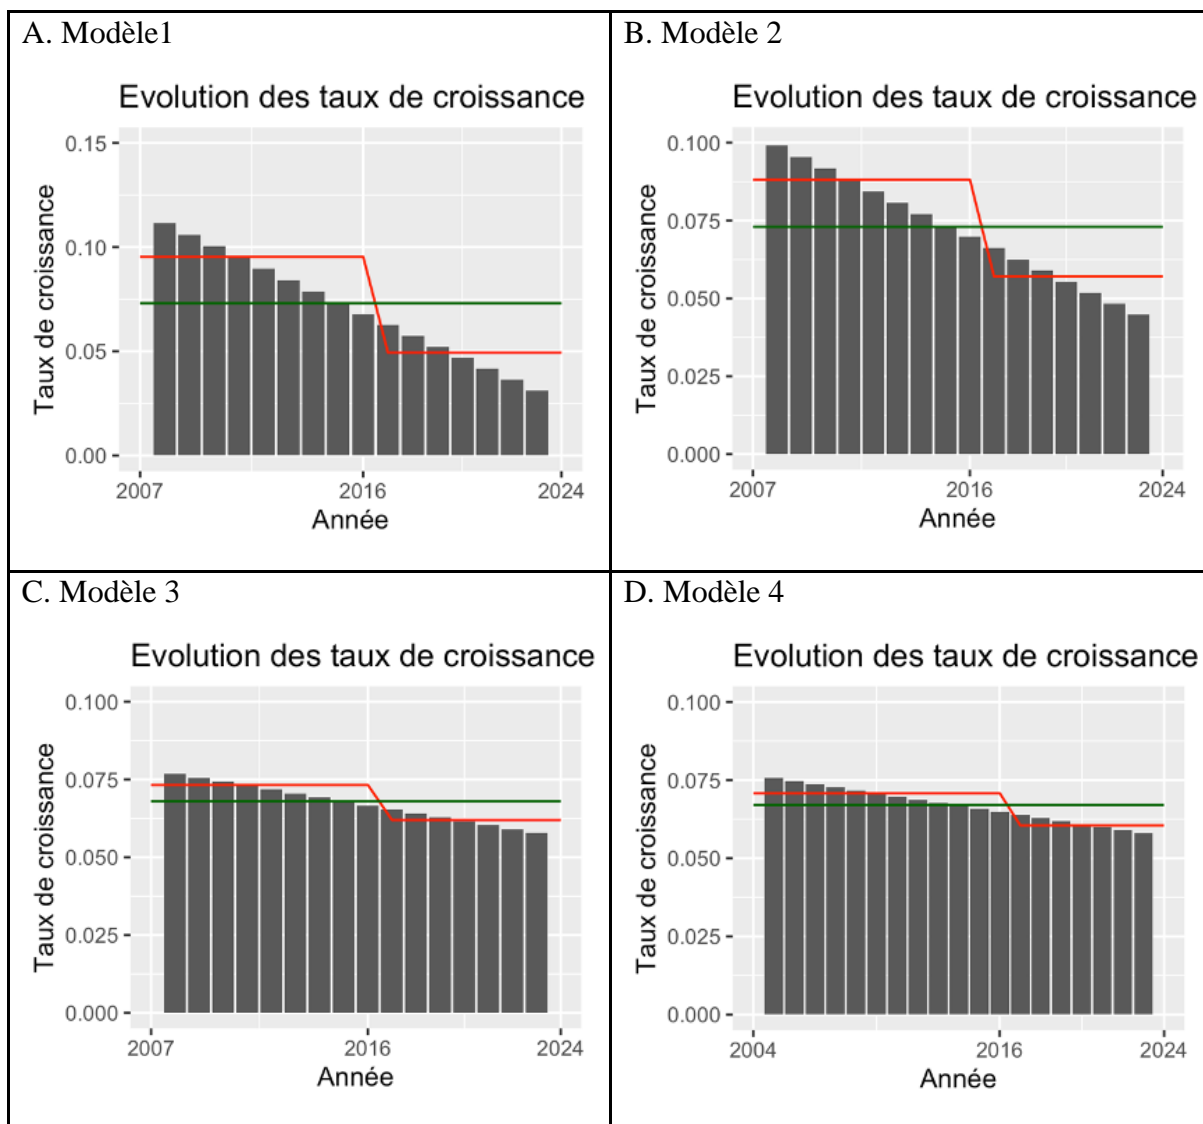 A. Modèle1
Evolution des taux de croissance
Taux de croissance
0.15
0.10
0.05
0.00
2007 2016 2024
Année
B. Modèle 2
Evolution des taux de croissance
Taux de croissance
0.100
0.075
0.050
0.025
0.000
2007 2016 2024
Année
C. Modèle 3
Evolution des taux de croissance
Taux de croissance
0.100
0.075
0.050
0.025
0.000
2007 2016 2024
Année
D. Modèle 4
Evolution des taux de croissance
Taux de croissance
0.100
0.075
0.050
0.025
0.000
2004 2016 2024
Année